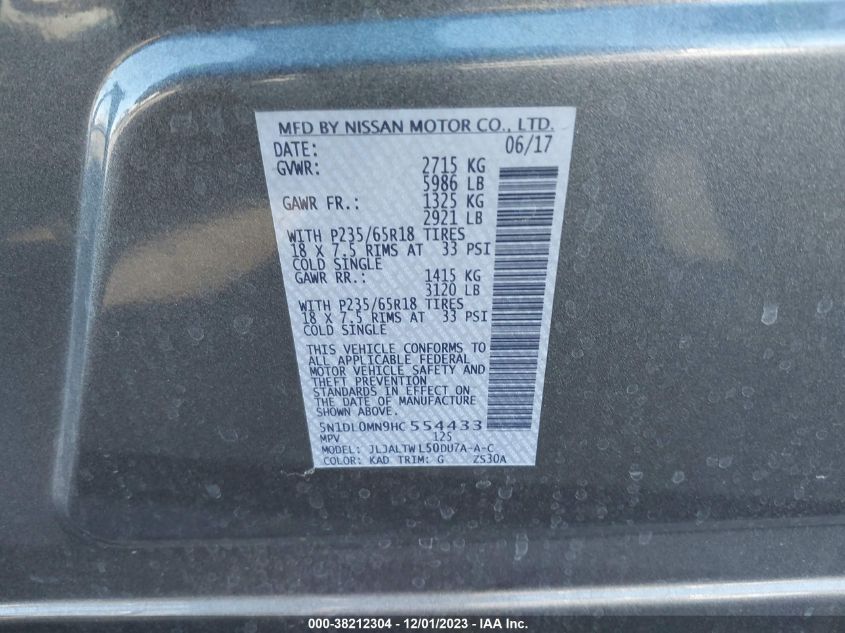 MFD BY NISSAN MOTOR CO., LTD.
DATE: 06/17
GVWR: 2715 KG
5986 LB
GAWR FR.: 1325 KG
2921 LB
WITH P235/65R18 TIRES
18 X 7.5 RIMS AT 33 PSI
COLD SINGLE
GAWR RR.: 1415 KG
3120 LB
WITH P235/65R18 TIRES
18 X 7.5 RIMS AT 33 PSI
COLD SINGLE
THIS VEHICLE CONFORMS TO
ALL APPLICABLE FEDERAL
MOTOR VEHICLE SAFETY AND
THEFT PREVENTION
STANDARDS IN EFFECT ON
THE DATE OF MANUFACTURE
SHOWN ABOVE.
5N1DL0MN9HC554433
MPV 125
MODEL: JLJALTWL50DU7A-A-C
COLOR: KAD TRIM: G ZS30A
000-38212304 - 12/01/2023 - IAA Inc.